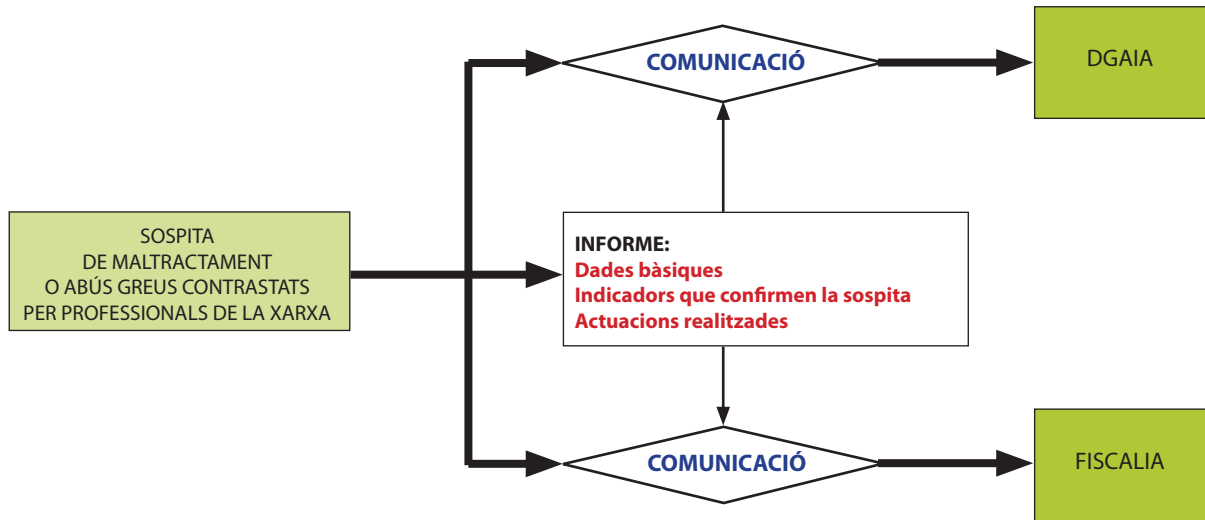 COMUNICACIÓ
DGAIA
SOSPITA
DE MALTRACTAMENT
O ABÚS GREUS CONTRASTATS
PER PROFESSIONALS DE LA XARXA
INFORME:
Dades bàsiques
Indicadors que confirmen la sospita
Actuacions realitzades
COMUNICACIÓ
FISCALIA